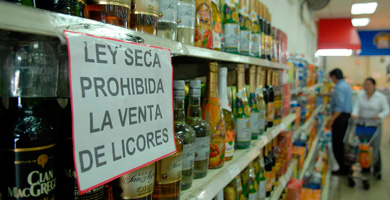 LEY SECA
PROHIBIDA
LA VENTA
DE LICORES
CLAN
MACGREGOR